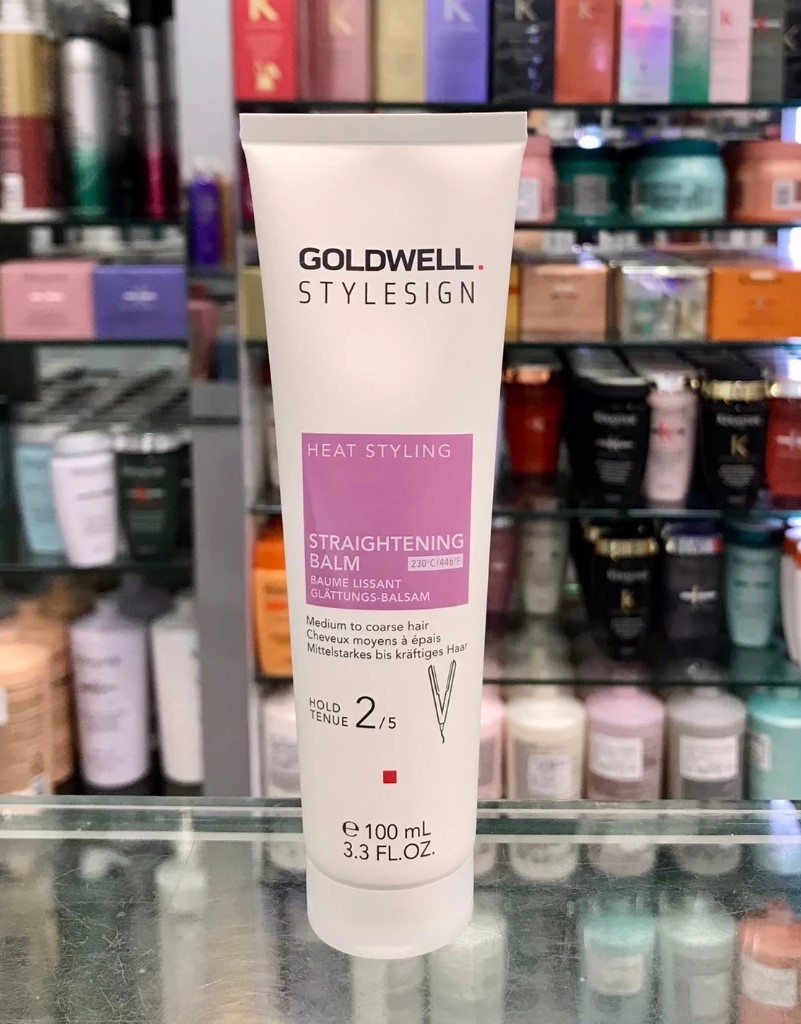 GOLDWELL.
STYLESIGN
HEAT STYLING
STRAIGHTENING
BALM 230°C/446°F
BAUME LISSANT
GLÄTTUNGS-BALSAM
Medium to coarse hair
Cheveux moyens à épais
Mittelstarkes bis kräftiges Haar
HOLD
TENUE 2/5
e 100 mL
3.3 FL.OZ.